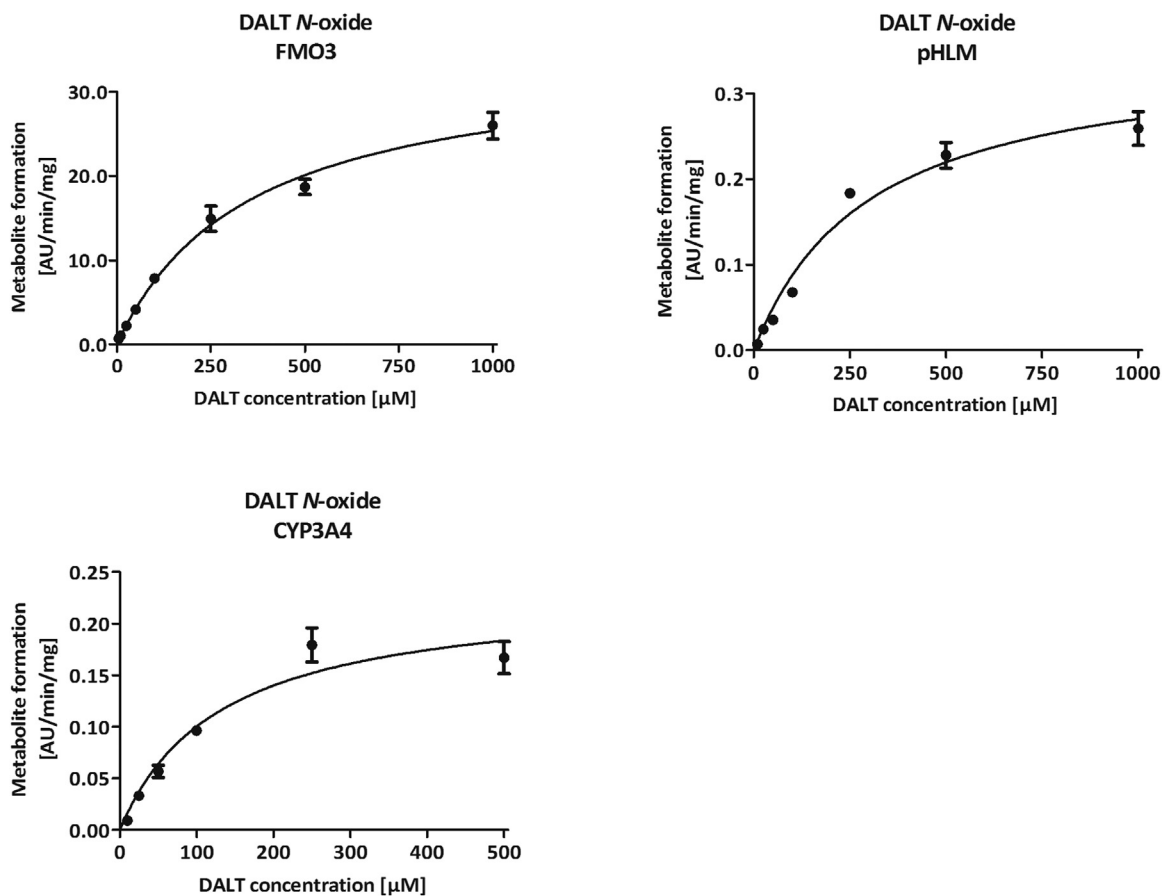 DALT N-oxide
FMO3
Metabolite formation
[AU/min/mg]
30.0
20.0
10.0
0.0
0
250
500
750
1000
DALT concentration [µM]
DALT N-oxide
pHLM
Metabolite formation
[AU/min/mg]
0.3
0.2
0.1
0.0
0
250
500
750
1000
DALT concentration [µM]
DALT N-oxide
CYP3A4
Metabolite formation
[AU/min/mg]
0.25
0.20
0.15
0.10
0.05
0.00
0
100
200
300
400
500
DALT concentration [µM]